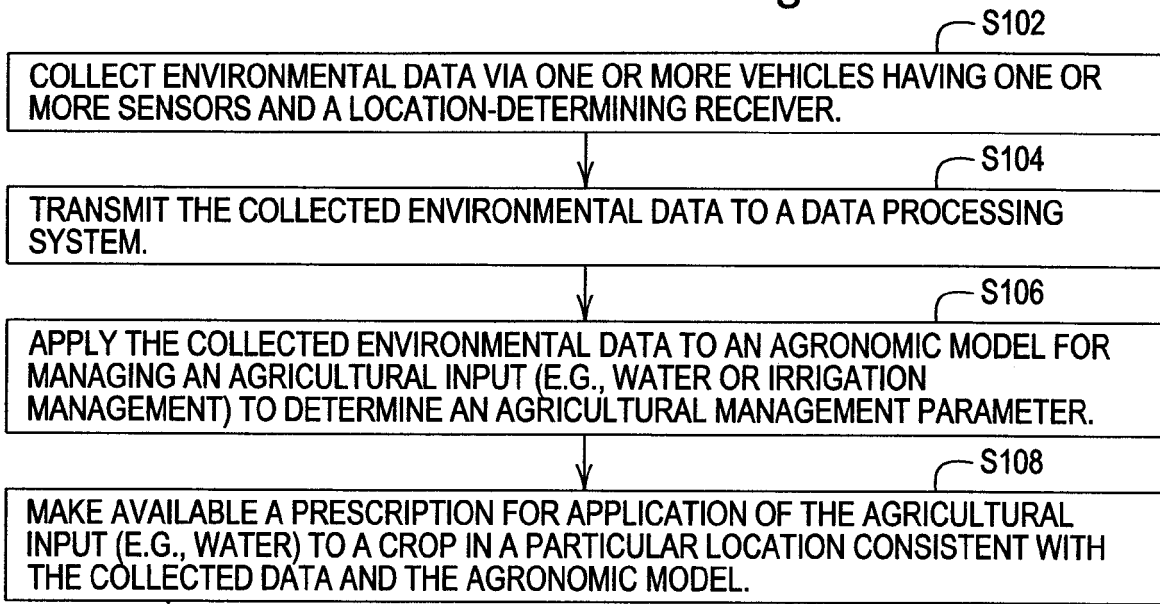 S102
COLLECT ENVIRONMENTAL DATA VIA ONE OR MORE VEHICLES HAVING ONE OR
MORE SENSORS AND A LOCATION-DETERMINING RECEIVER.
S104
TRANSMIT THE COLLECTED ENVIRONMENTAL DATA TO A DATA PROCESSING
SYSTEM.
S106
APPLY THE COLLECTED ENVIRONMENTAL DATA TO AN AGRONOMIC MODEL FOR
MANAGING AN AGRICULTURAL INPUT (E.G., WATER OR IRRIGATION
MANAGEMENT) TO DETERMINE AN AGRICULTURAL MANAGEMENT PARAMETER.
S108
MAKE AVAILABLE A PRESCRIPTION FOR APPLICATION OF THE AGRICULTURAL
INPUT (E.G., WATER) TO A CROP IN A PARTICULAR LOCATION CONSISTENT WITH
THE COLLECTED DATA AND THE AGRONOMIC MODEL.